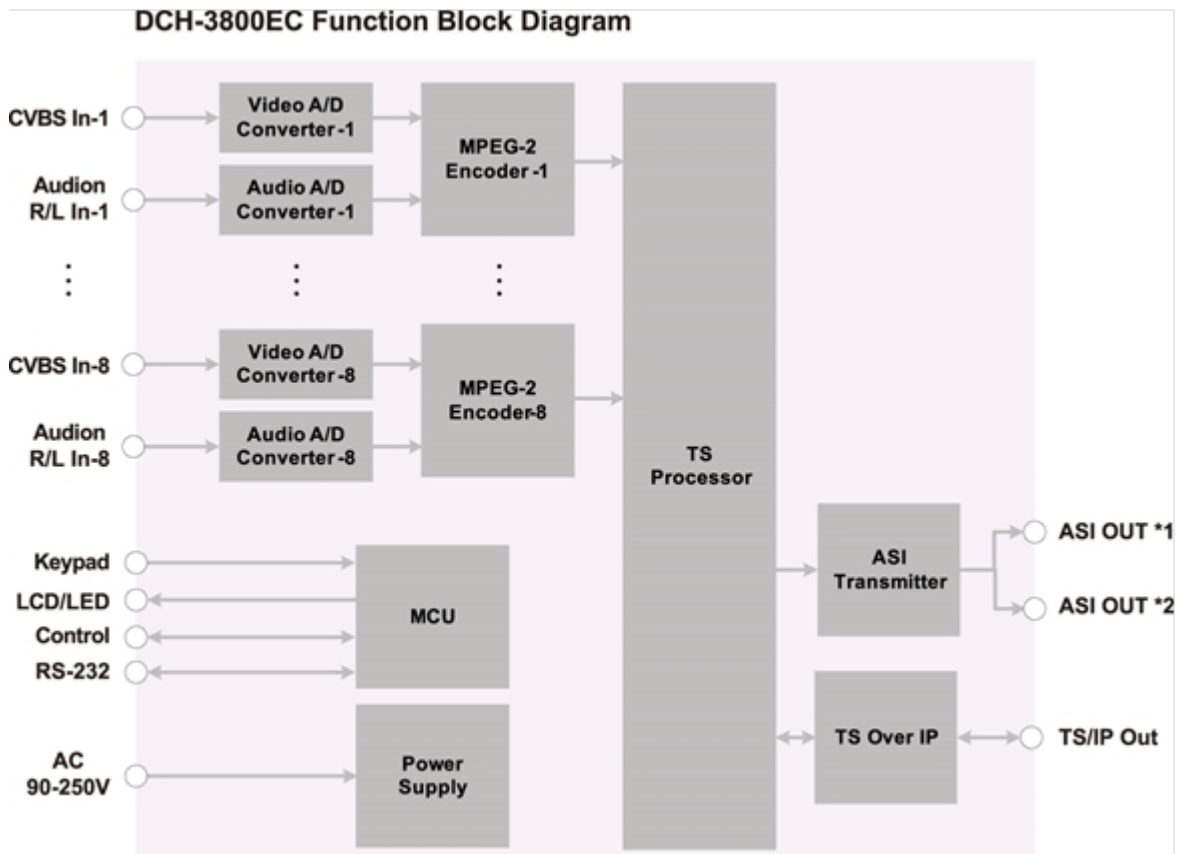 DCH-3800EC Function Block Diagram
CVBS In-1
Video A/D
Converter-1
MPEG-2
Encoder-1
Audion
R/L In-1
Audio A/D
Converter-1
CVBS In-8
Video A/D
Converter-8
MPEG-2
Encoder-8
Audion
R/L In-8
Audio A/D
Converter-8
TS
Processor
Keypad
LCD/LED
Control
RS-232
MCU
ASI
Transmitter
ASI OUT *1
ASI OUT *2
AC
90-250V
Power
Supply
TS Over IP
TS/IP Out